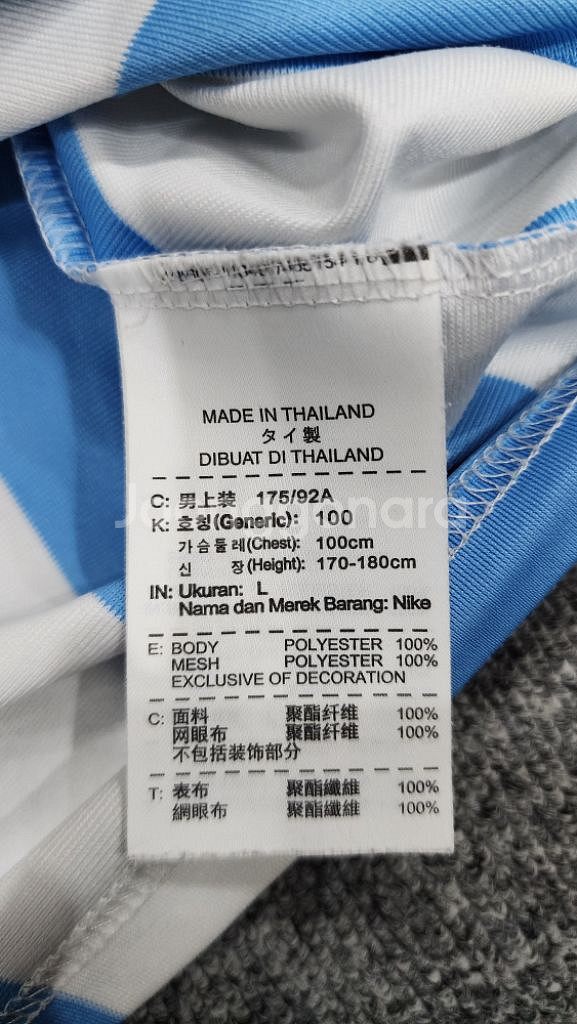 MADE IN THAILAND
タイ製
DIBUAT DI THAILAND
C: 男上装 175/92A
K: 호칭(Generic): 100
가슴둘레(Chest): 100cm
신 장(Height): 170-180cm
IN: Ukuran: L
Nama dan Merek Barang: Nike
E: BODY POLYESTER 100%
MESH POLYESTER 100%
EXCLUSIVE OF DECORATION
C: 面料 聚酯纤维 100%
网眼布 聚酯纤维 100%
不包括装饰部分
T: 表布 聚酯纖維 100%
網眼布 聚酯纖維 100%